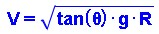 V = √tan(θ)·g·R